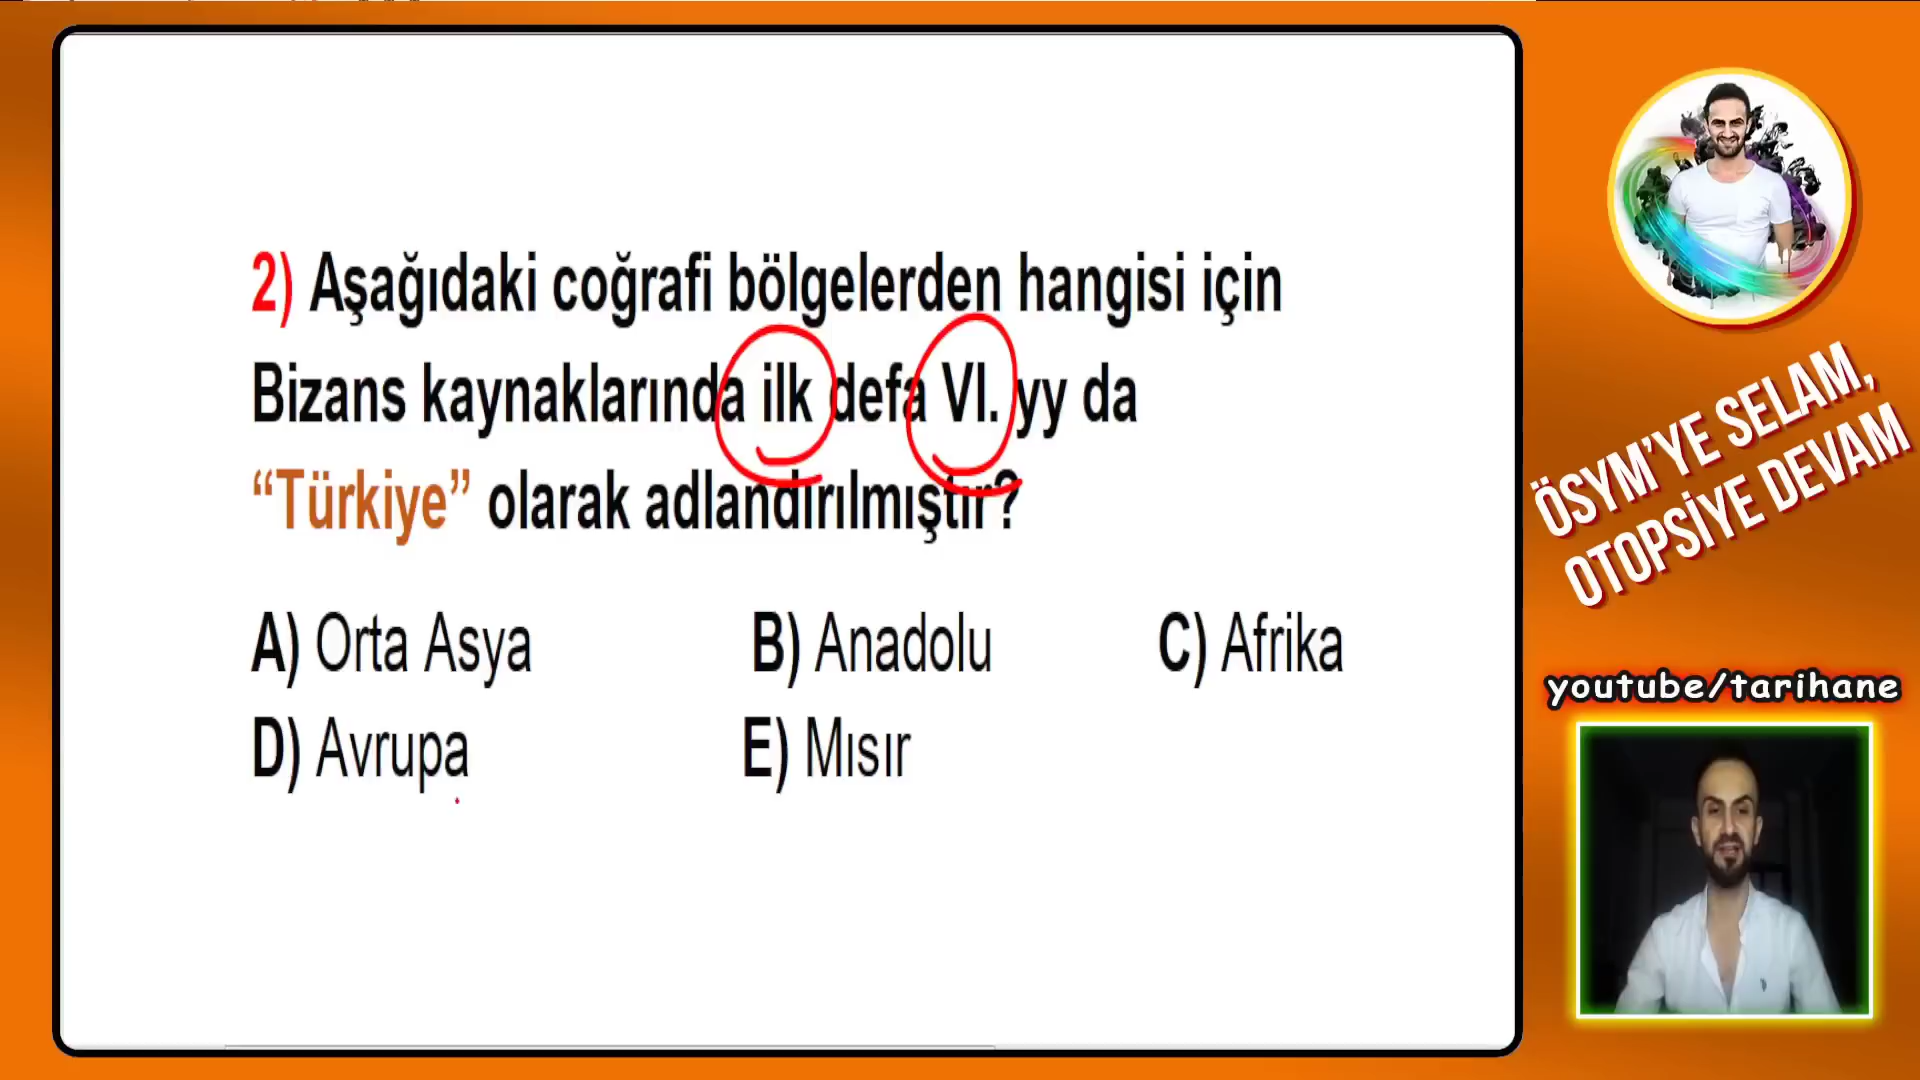 2) Aşağıdaki coğrafi bölgelerden hangisi için
Bizans kaynaklarında ilk defa VI. yy da
“Türkiye” olarak adlandırılmıştır?
A) Orta Asya B) Anadolu C) Afrika
D) Avrupa E) Mısır
ÖSYM'YE SELAM,
OTOPSİYE DEVAM
youtube/tarihane